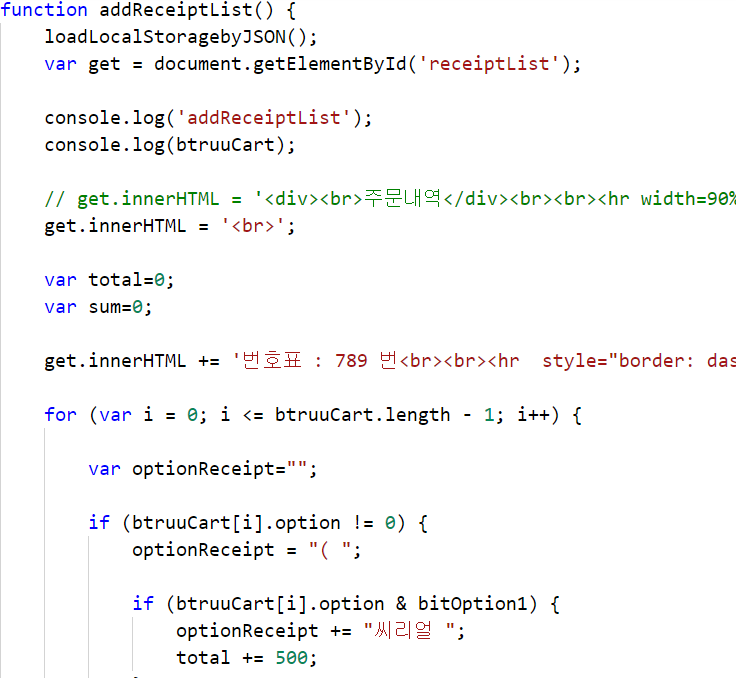 function addReceiptList() {
loadLocalStoragebyJSON();
var get = document.getElementById('receiptList');
console.log('addReceiptList');
console.log(btruuCart);
// get.innerHTML = '<div><br>주문내역</div><br><br><hr width=90%
get.innerHTML = '<br>';
var total=0;
var sum=0;
get.innerHTML += '번호표 : 789 번<br><br><hr  style="border: das
for (var i = 0; i <= btruuCart.length - 1; i++) {
var optionReceipt="";
if (btruuCart[i].option != 0) {
optionReceipt = "( ";
if (btruuCart[i].option & bitOption1) {
optionReceipt += "씨리얼 ";
total += 500;